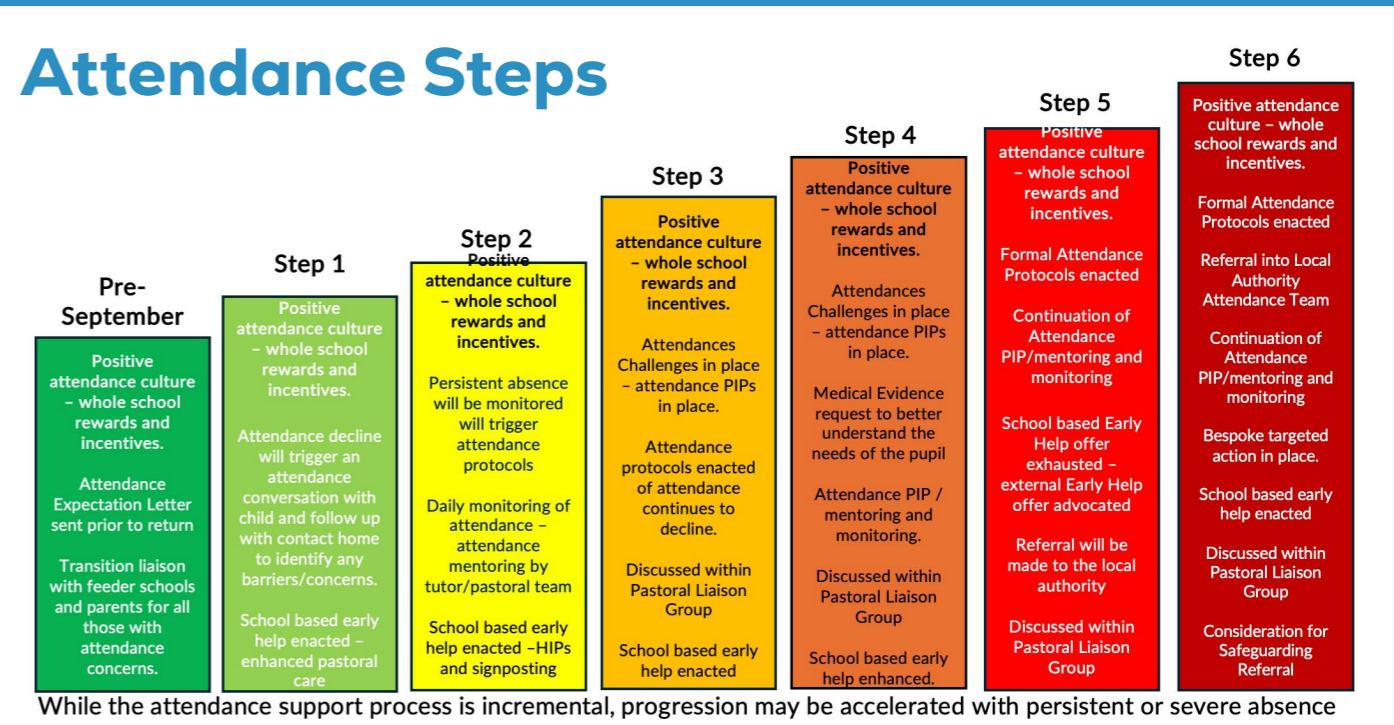 Attendance Steps
Pre-
September
Positive
attendance culture
– whole school
rewards and
incentives.
Attendance
Expectation Letter
sent prior to return
Transition liaison
with feeder schools
and parents for all
those with
attendance
concerns.
Step 1
Positive
attendance culture
– whole school
rewards and
incentives.
Attendance decline
will trigger an
attendance
conversation with
child and follow up
with contact home
to identify any
barriers/concerns.
School based early
help enacted –
enhanced pastoral
care
Step 2
Positive
attendance culture
– whole school
rewards and
incentives.
Persistent absence
will be monitored
will trigger
attendance
protocols
Daily monitoring of
attendance –
attendance
mentoring by
tutor/pastoral team
School based early
help enacted –HIPs
and signposting
Step 3
Positive
attendance culture
– whole school
rewards and
incentives.
Attendances
Challenges in place
– attendance PIPs
in place.
Attendance
protocols enacted
of attendance
continues to
decline.
Discussed within
Pastoral Liaison
Group
School based early
help enacted
Step 4
Positive
attendance culture
– whole school
rewards and
incentives.
Attendances
Challenges in place
– attendance PIPs
in place.
Medical Evidence
request to better
understand the
needs of the pupil
Attendance PIP /
mentoring and
monitoring.
Discussed within
Pastoral Liaison
Group
School based early
help enhanced.
Step 5
Positive
attendance culture
– whole school
rewards and
incentives.
Formal Attendance
Protocols enacted
Continuation of
Attendance
PIP/mentoring and
monitoring
School based Early
Help offer
exhausted –
external Early Help
offer advocated
Referral will be
made to the local
authority
Discussed within
Pastoral Liaison
Group
Step 6
Positive attendance
culture – whole
school rewards and
incentives.
Formal Attendance
Protocols enacted
Referral into Local
Authority
Attendance Team
Continuation of
Attendance
PIP/mentoring and
monitoring
Bespoke targeted
action in place.
School based early
help enacted
Discussed within
Pastoral Liaison
Group
Consideration for
Safeguarding
Referral
While the attendance support process is incremental, progression may be accelerated with persistent or severe absence